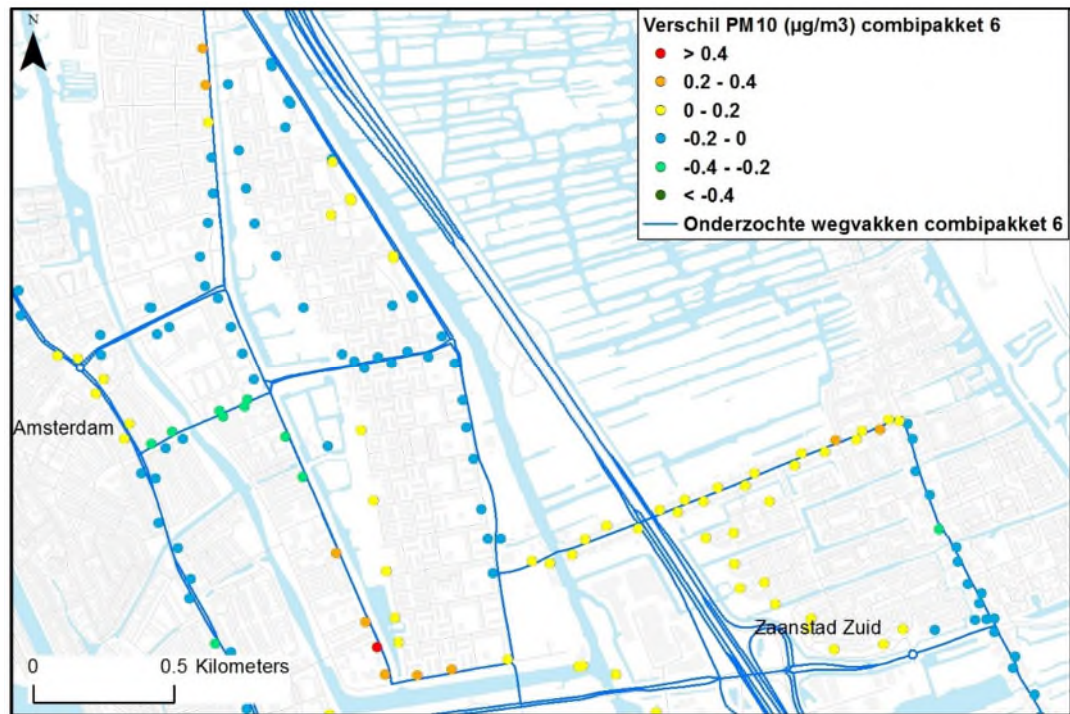 N
Verschil PM10 (µg/m3) combipakket 6
> 0.4
0.2 - 0.4
0 - 0.2
-0.2 - 0
-0.4 - -0.2
< -0.4
Onderzochte wegvakken combipakket 6
Amsterdam
Zaanstad Zuid
0 0.5 Kilometers